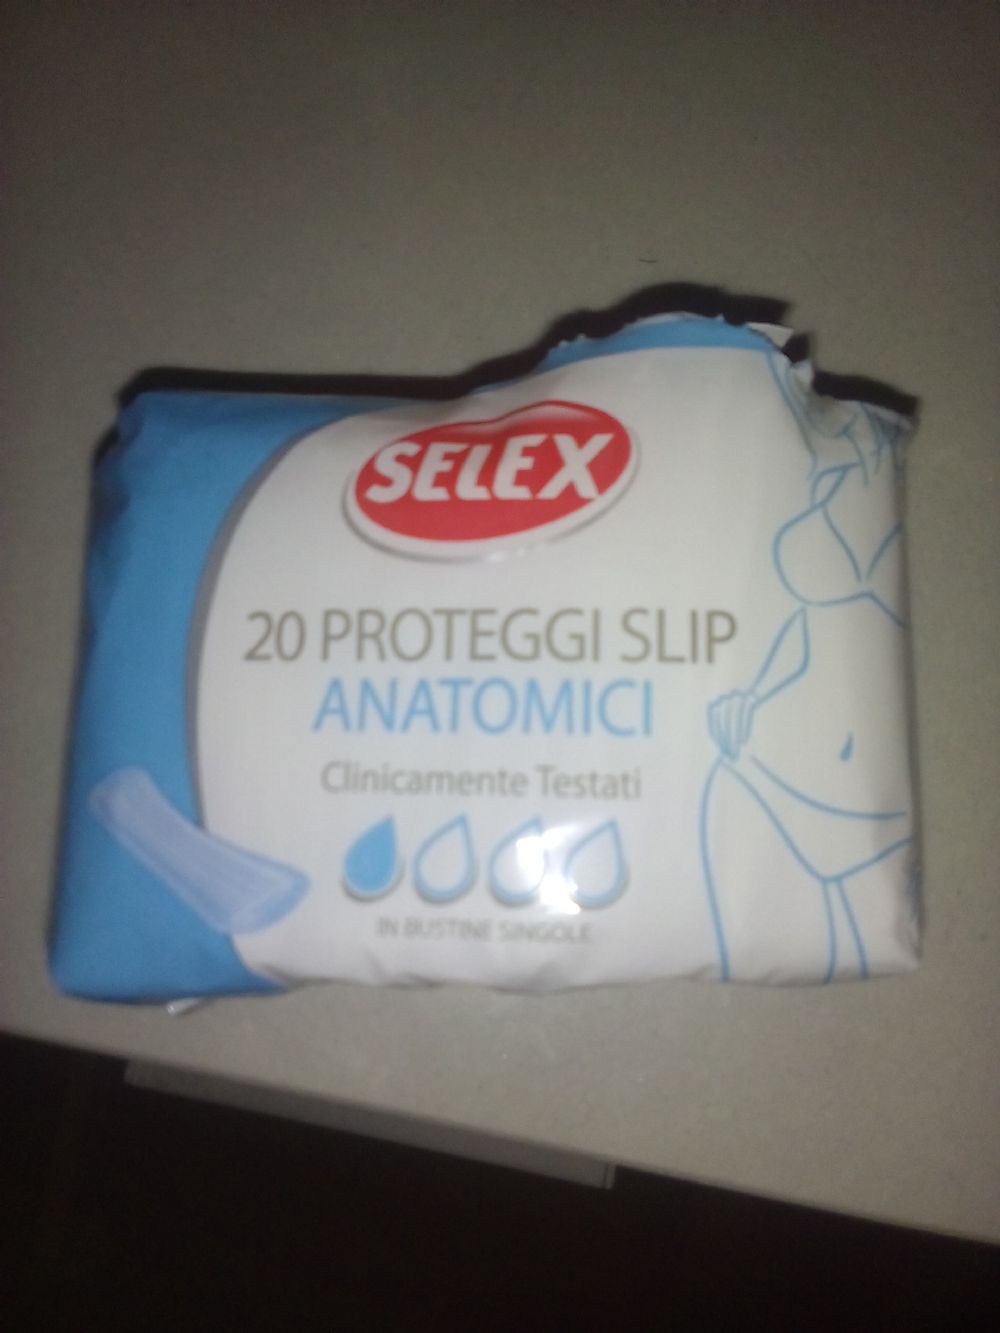 SELEX
20 PROTEGGI SLIP
ANATOMICI
Clinicamente Testati
IN BUSTINE SINGOLE